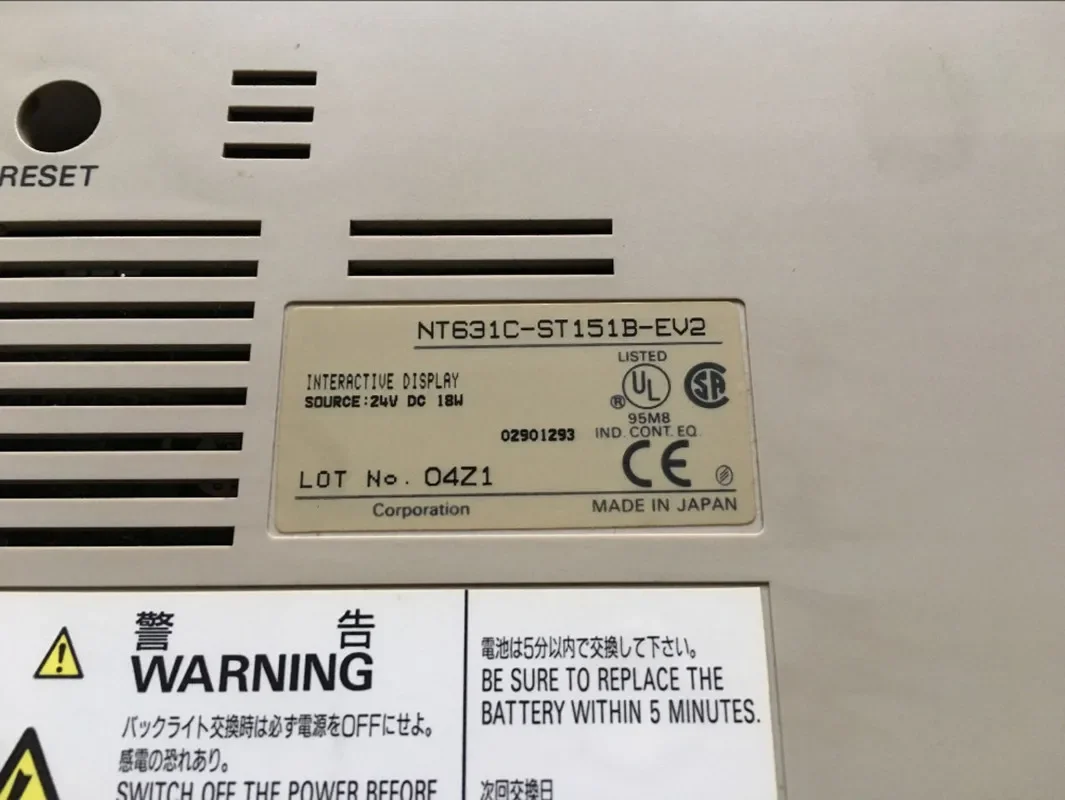 RESET
NT631C-ST151B-EV2
LISTED
INTERACTIVE DISPLAY
SOURCE:24V DC 18W
UL
SA
®
95M8
02901293
IND. CONT. EQ.
CE
LOT No. 04Z1
Corporation
MADE IN JAPAN
警 告
WARNING
バックライト交換時は必ず電源をOFFにせよ。
感電の恐れあり。
SWITCH OFF THE POWER BEFORE
電池は5分以内で交換して下さい。
BE SURE TO REPLACE THE
BATTERY WITHIN 5 MINUTES.
次回交換日